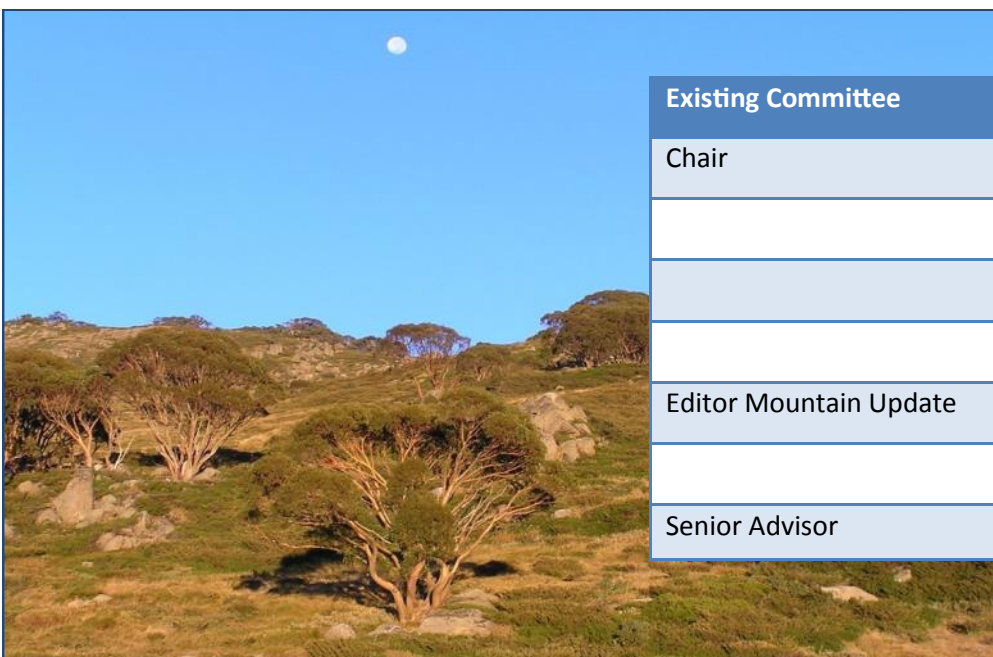 Existing Committee
Chair
Editor Mountain Update
Senior Advisor